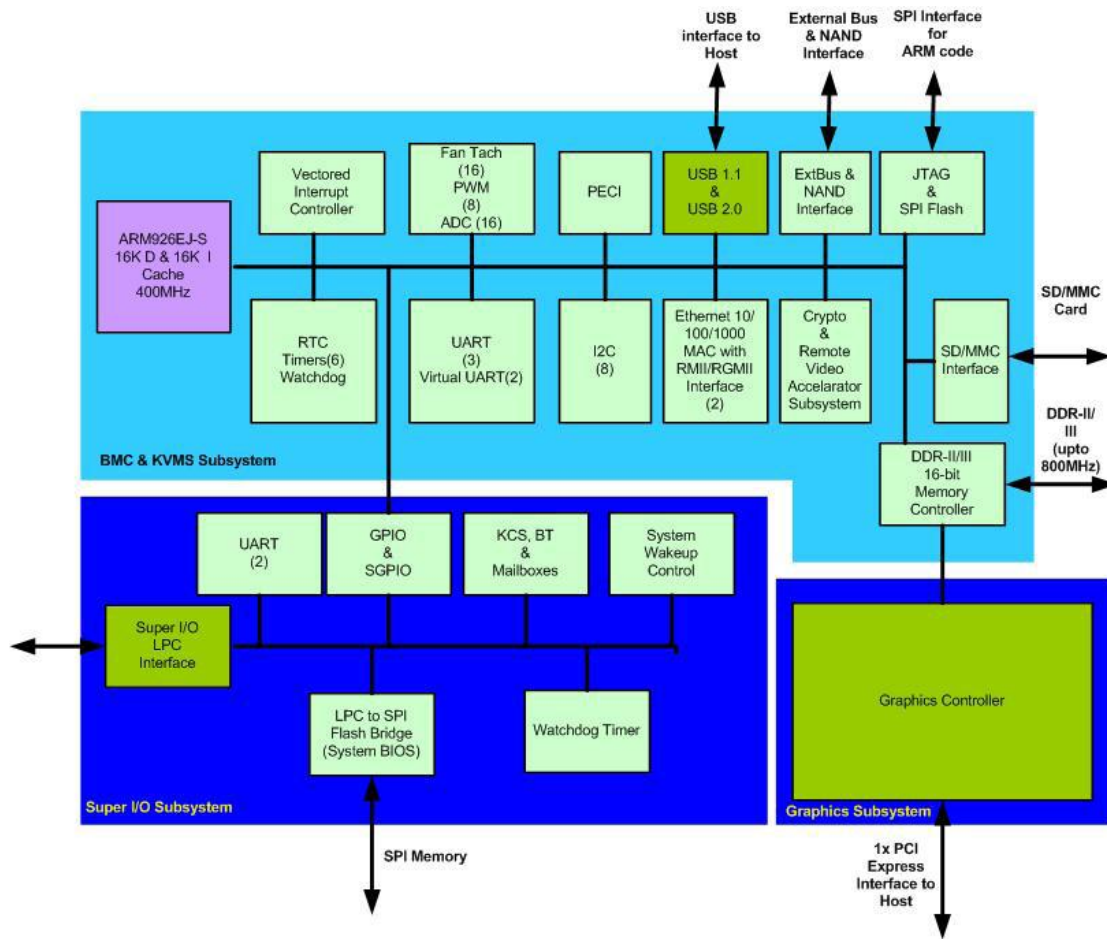 USB
interface to
Host
External Bus
& NAND
Interface
SPI Interface
for
ARM code
Vectored
Interrupt
Controller
Fan Tach
(16)
PWM
(8)
ADC (16)
PECI
USB 1.1
&
USB 2.0
ExtBus &
NAND
Interface
JTAG
&
SPI Flash
ARM926EJ-S
16K D & 16K I
Cache
400MHz
RTC
Timers(6)
Watchdog
UART
(3)
Virtual UART(2)
I2C
(8)
Ethernet 10/
100/1000
MAC with
RMII/RGMII
Interface
(2)
Crypto
&
Remote
Video
Accelarator
Subsystem
SD/MMC
Interface
SD/MMC
Card
BMC & KVMS Subsystem
DDR-II/III
16-bit
Memory
Controller
DDR-II/
III
(upto
800MHz)
UART
(2)
GPIO
&
SGPIO
KCS, BT
&
Mailboxes
System
Wakeup
Control
Super I/O
LPC
Interface
LPC to SPI
Flash Bridge
(System BIOS)
Watchdog Timer
Super I/O Subsystem
SPI Memory
Graphics Controller
Graphics Subsystem
1x PCI
Express
Interface to
Host